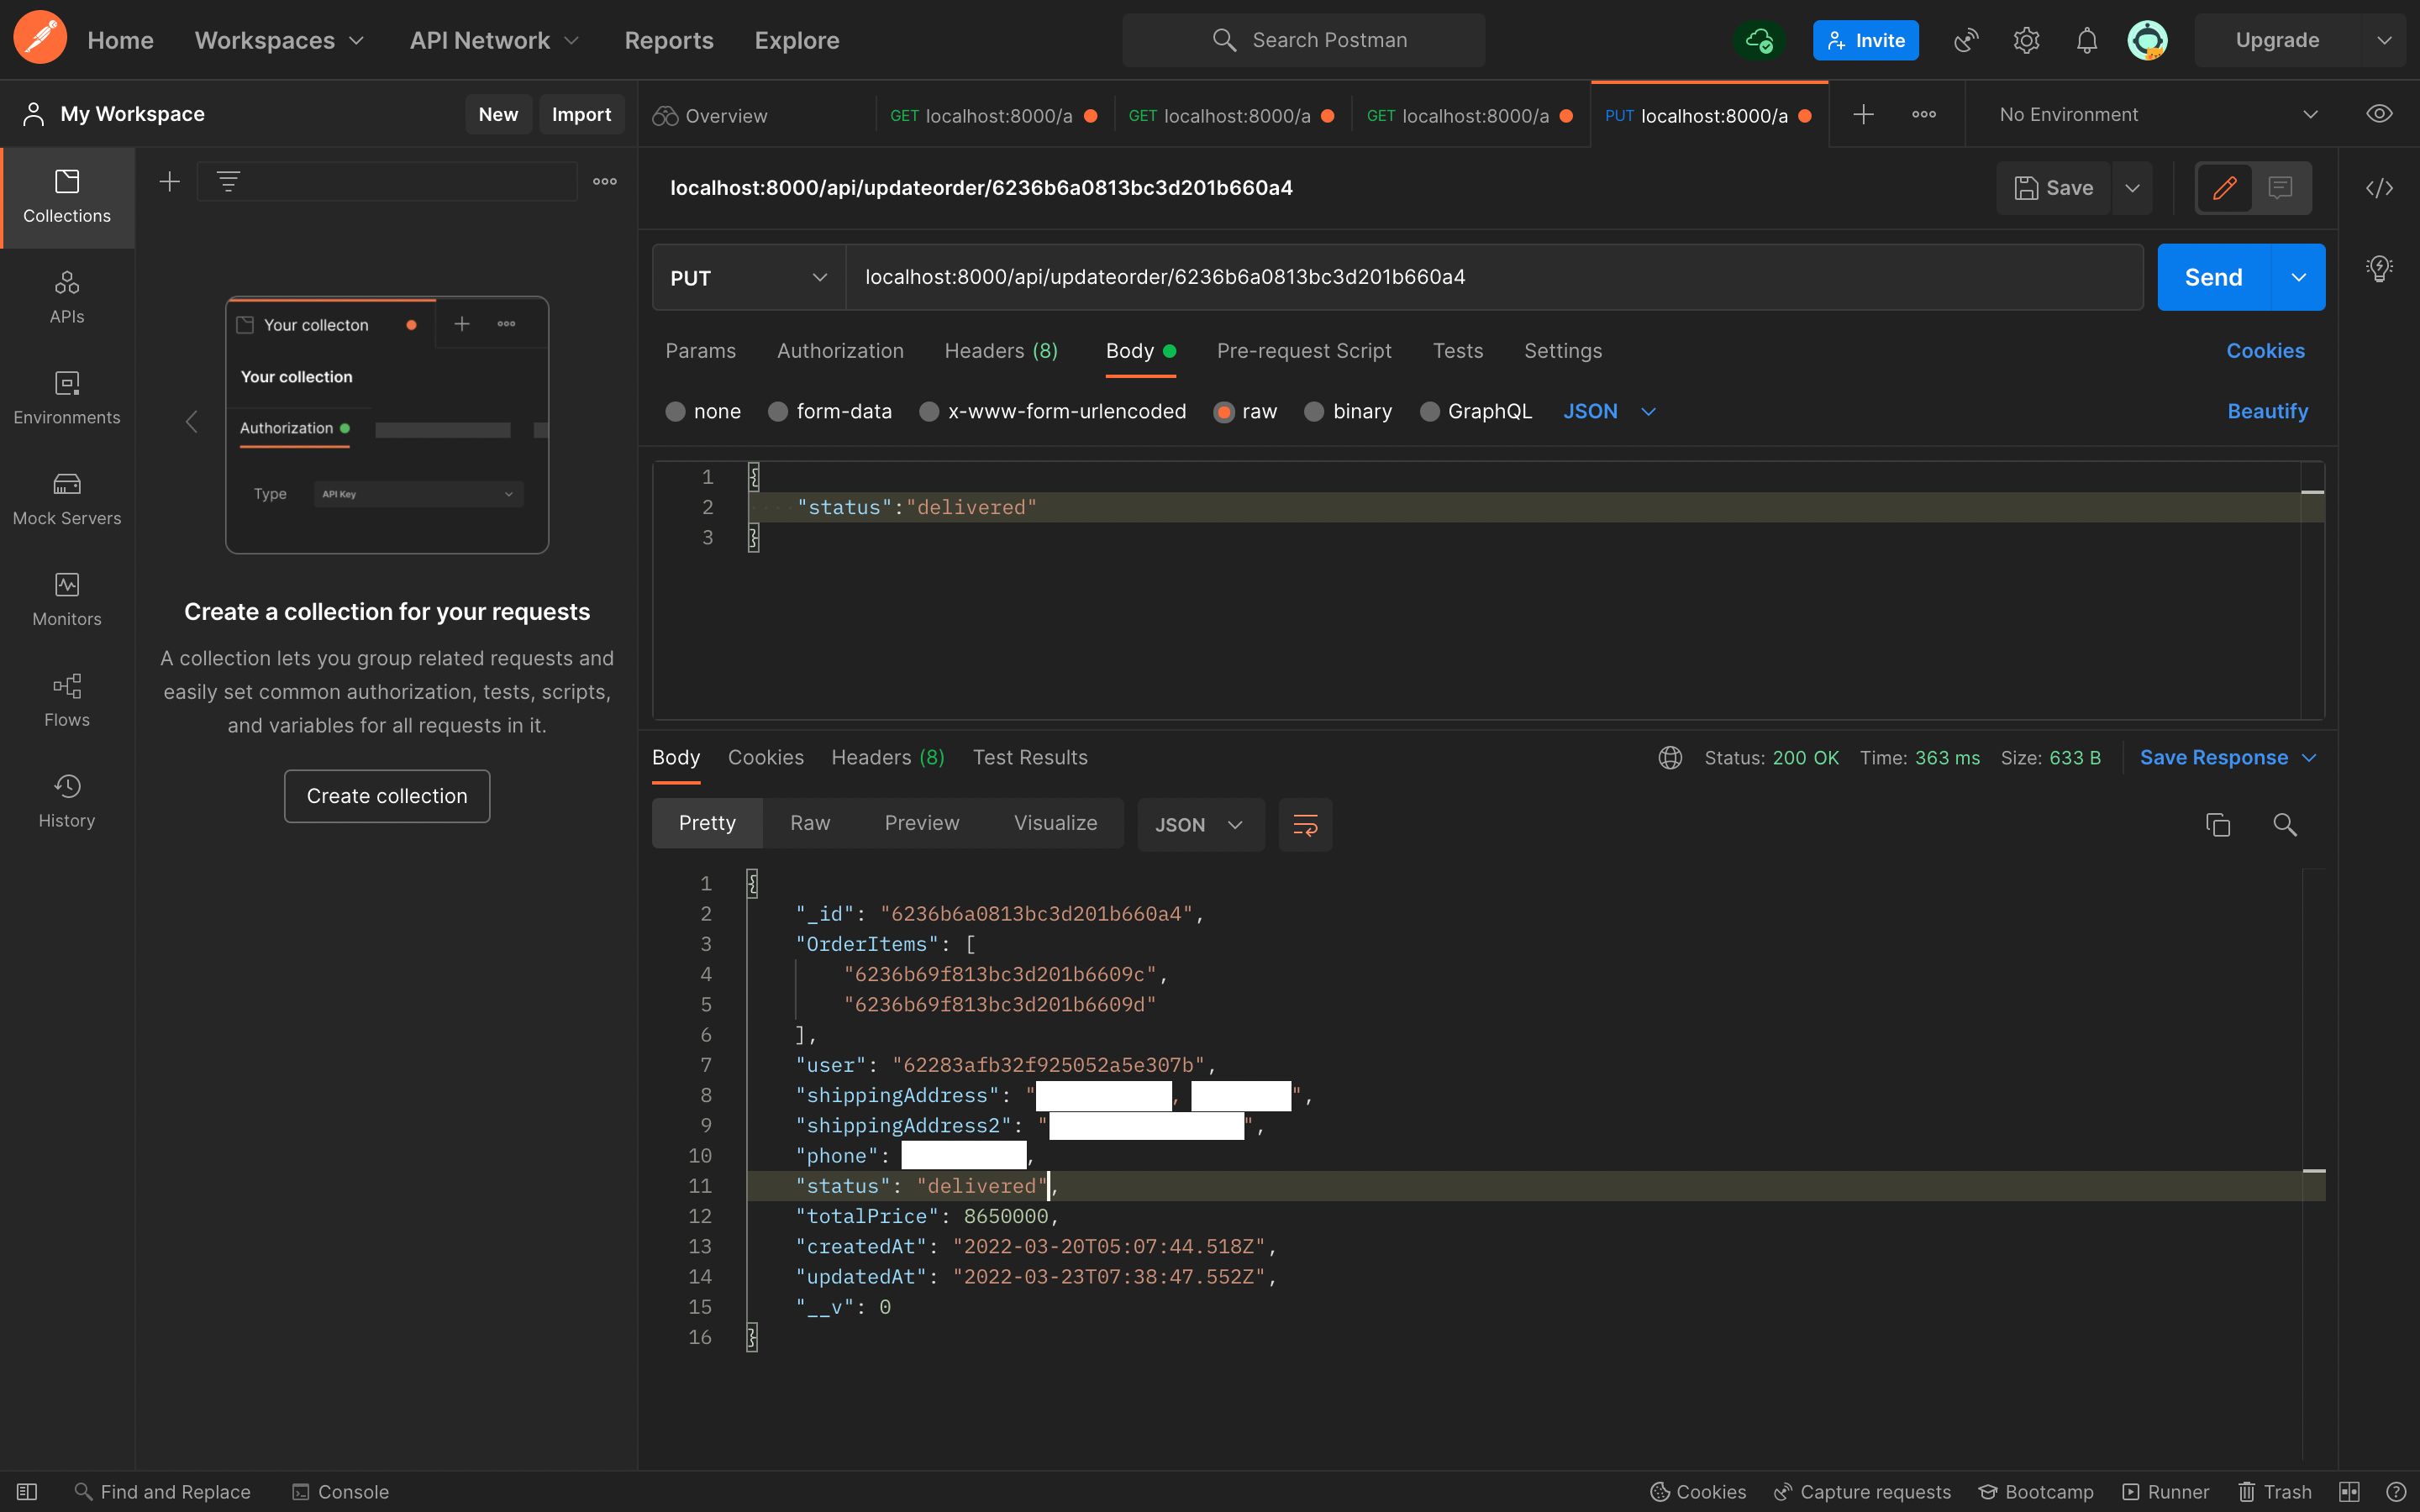 Home Workspaces API Network Reports Explore Search Postman Invite Upgrade
My Workspace New Import Overview GET localhost:8000/a GET localhost:8000/a GET localhost:8000/a PUT localhost:8000/a No Environment
Collections
APIs
Environments
Mock Servers
Monitors
Flows
History
Your collecton
Your collection
Authorization
Type API Key
Create a collection for your requests
A collection lets you group related requests and
easily set common authorization, tests, scripts,
and variables for all requests in it.
Create collection
localhost:8000/api/updateorder/6236b6a0813bc3d201b660a4 Save
PUT localhost:8000/api/updateorder/6236b6a0813bc3d201b660a4 Send
Params Authorization Headers (8) Body Pre-request Script Tests Settings Cookies
none form-data x-www-form-urlencoded raw binary GraphQL JSON Beautify
1 {
2 "status":"delivered"
3 }
Body Cookies Headers (8) Test Results Status: 200 OK Time: 363 ms Size: 633 B Save Response
Pretty Raw Preview Visualize JSON
1 {
2 "_id": "6236b6a0813bc3d201b660a4",
3 "OrderItems": [
4 "6236b69f813bc3d201b6609c",
5 "6236b69f813bc3d201b6609d"
6 ],
7 "user": "62283afb32f925052a5e307b",
8 "shippingAddress": " , ",
9 "shippingAddress2": " ",
10 "phone": ,
11 "status": "delivered",
12 "totalPrice": 8650000,
13 "createdAt": "2022-03-20T05:07:44.518Z",
14 "updatedAt": "2022-03-23T07:38:47.552Z",
15 "__v": 0
16 }
Find and Replace Console Cookies Capture requests Bootcamp Runner Trash